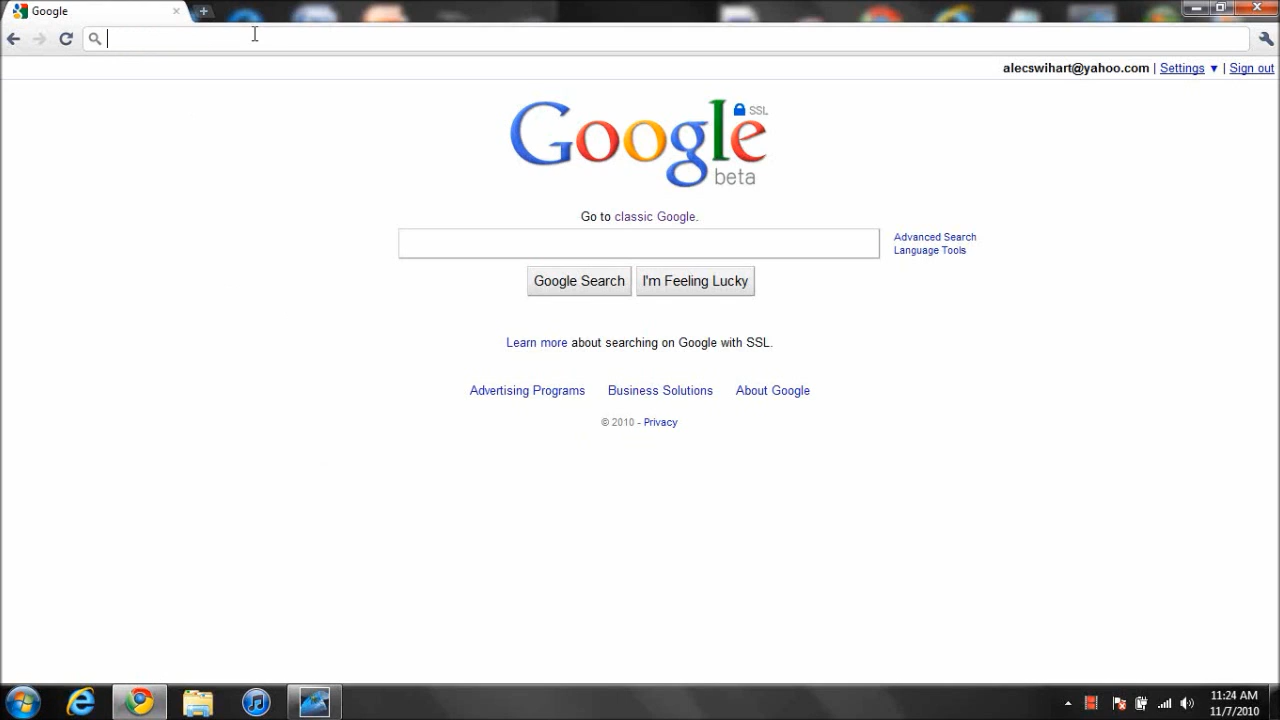 Google
alecswihart@yahoo.com | Settings ▼ | Sign out
Google SSL
beta
Go to classic Google.
Advanced Search
Language Tools
Google Search I'm Feeling Lucky
Learn more about searching on Google with SSL.
Advertising Programs Business Solutions About Google
© 2010 - Privacy
11:24 AM
11/7/2010